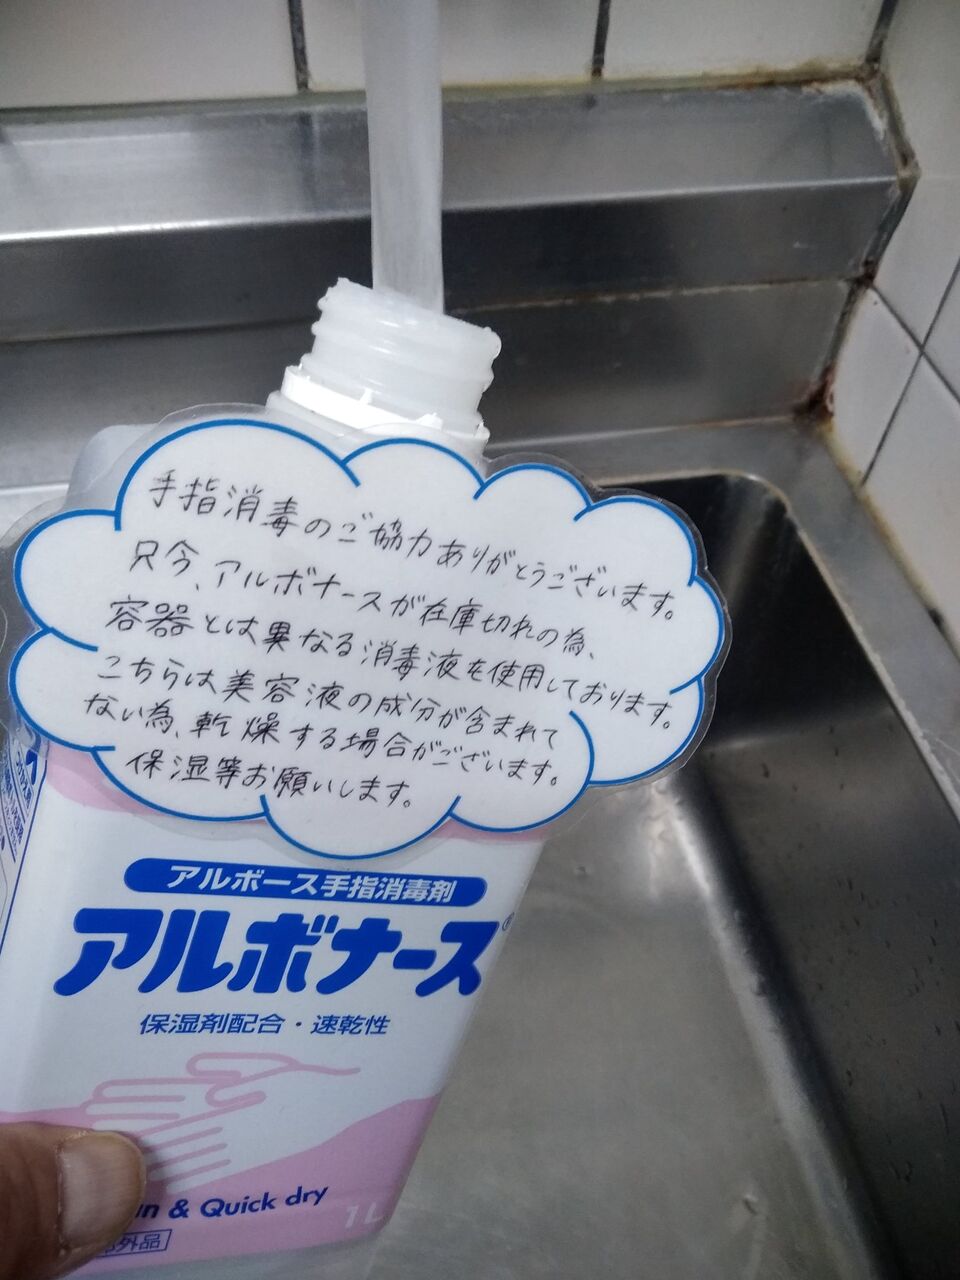 手指消毒のご協力ありがとうございます。
只今、アルボナースが在庫切れの為、
容器とは異なる消毒液を使用しております。
こちらは美容液の成分が含まれて
ない為、乾燥する場合がございます。
保湿等お願いします。
アルボース手指消毒剤
アルボナース®
保湿剤配合・速乾性
& Quick dry
1L
外品